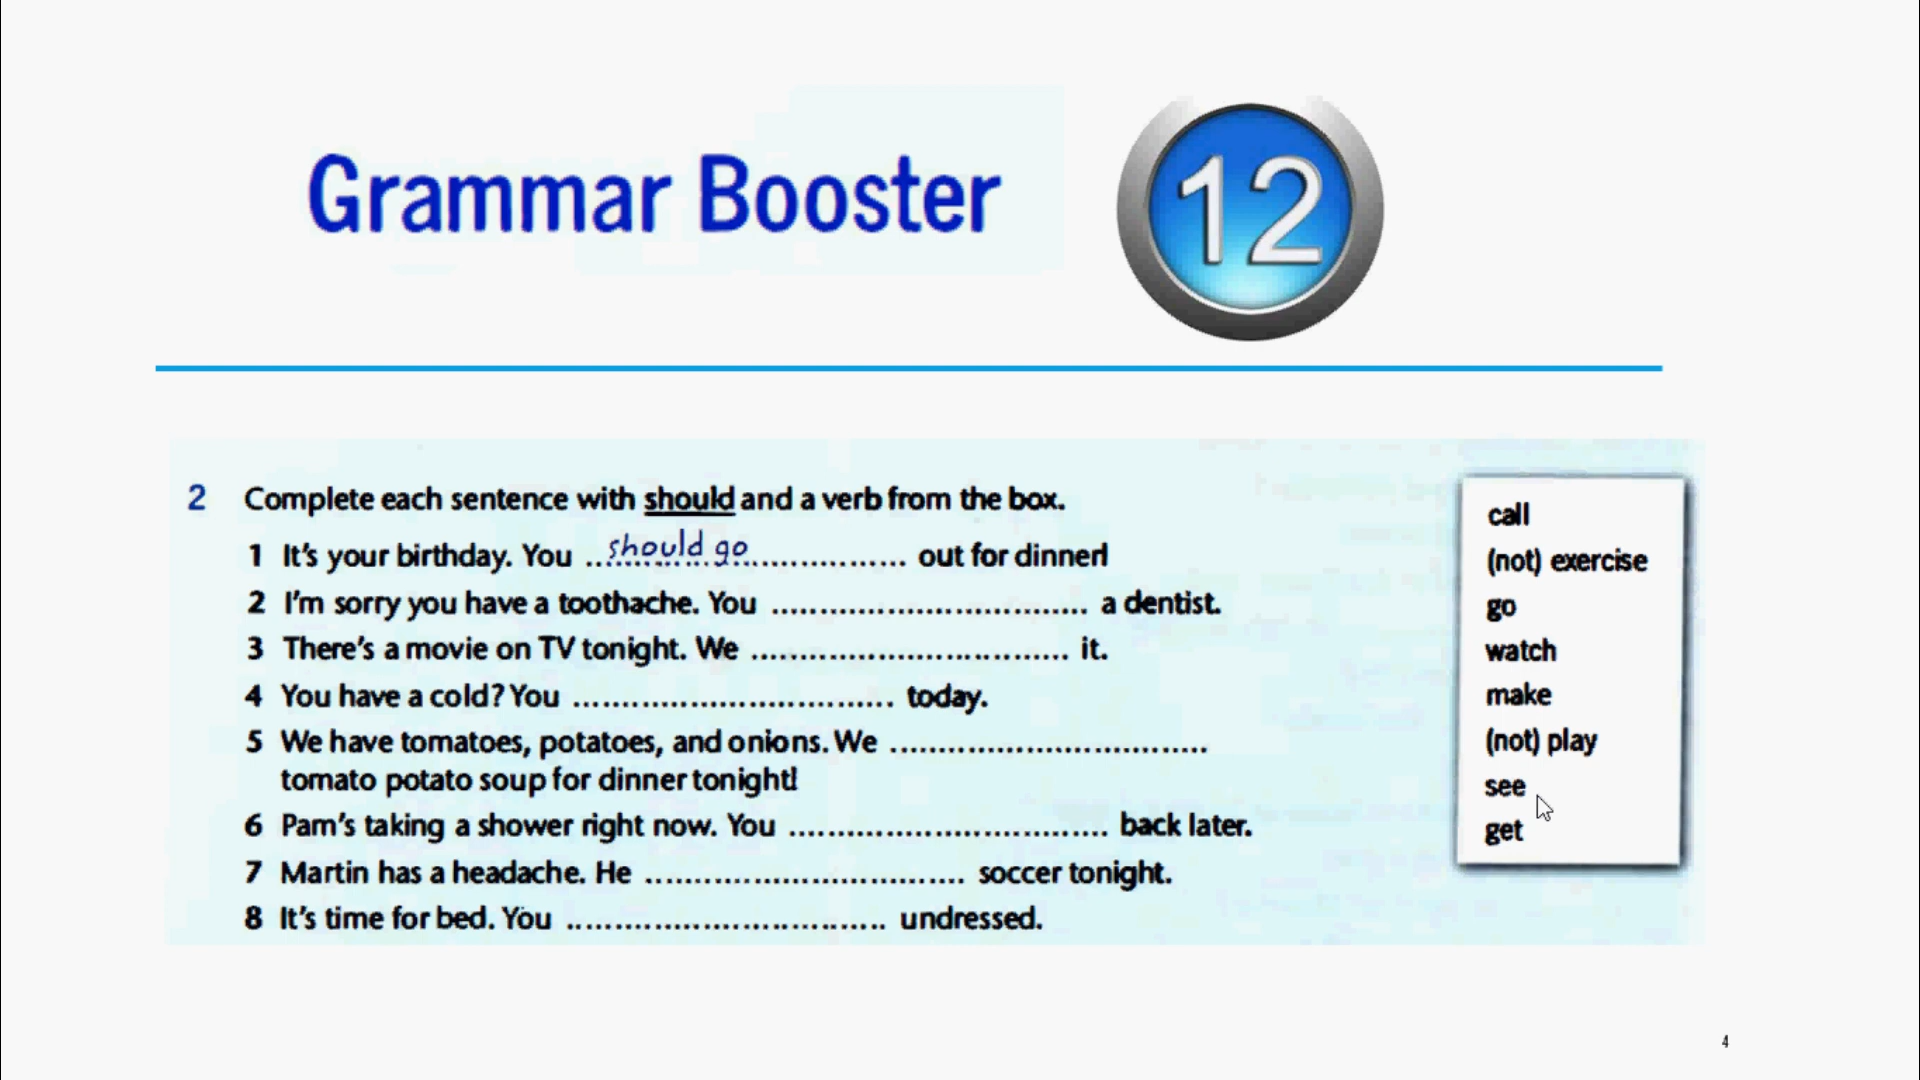 Grammar Booster
12
2 Complete each sentence with should and a verb from the box.
1 It's your birthday. You ..should go................ out for dinner!
2 I'm sorry you have a toothache. You ................................ a dentist.
3 There's a movie on TV tonight. We ................................ it.
4 You have a cold? You ................................ today.
5 We have tomatoes, potatoes, and onions. We ................................
tomato potato soup for dinner tonight!
6 Pam's taking a shower right now. You ................................ back later.
7 Martin has a headache. He ................................ soccer tonight.
8 It's time for bed. You ................................ undressed.
call
(not) exercise
go
watch
make
(not) play
see
get
4